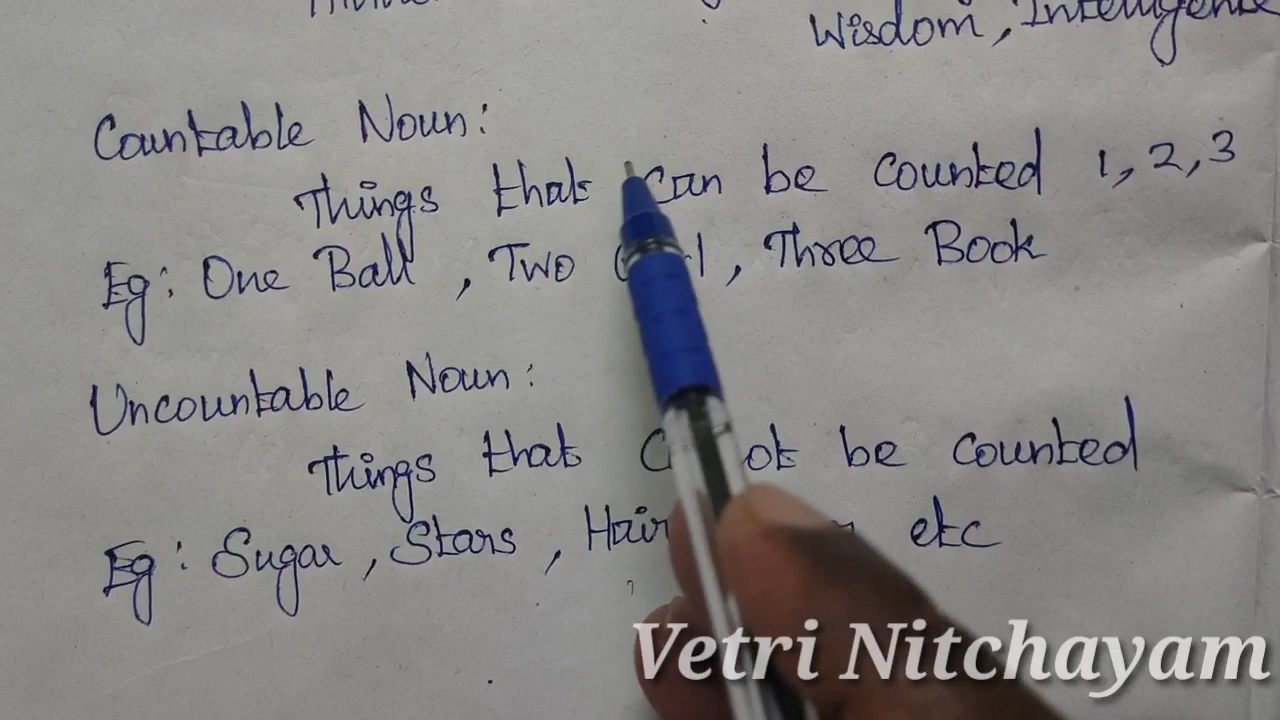 Wisdom, Intelligence
Countable Noun:
Things that can be counted 1, 2, 3
Eg: One Ball, Two, Three Book
Uncountable Noun:
Things that be counted
Eg: Sugar, Stars, Hair etc
Vetri Nitchayam